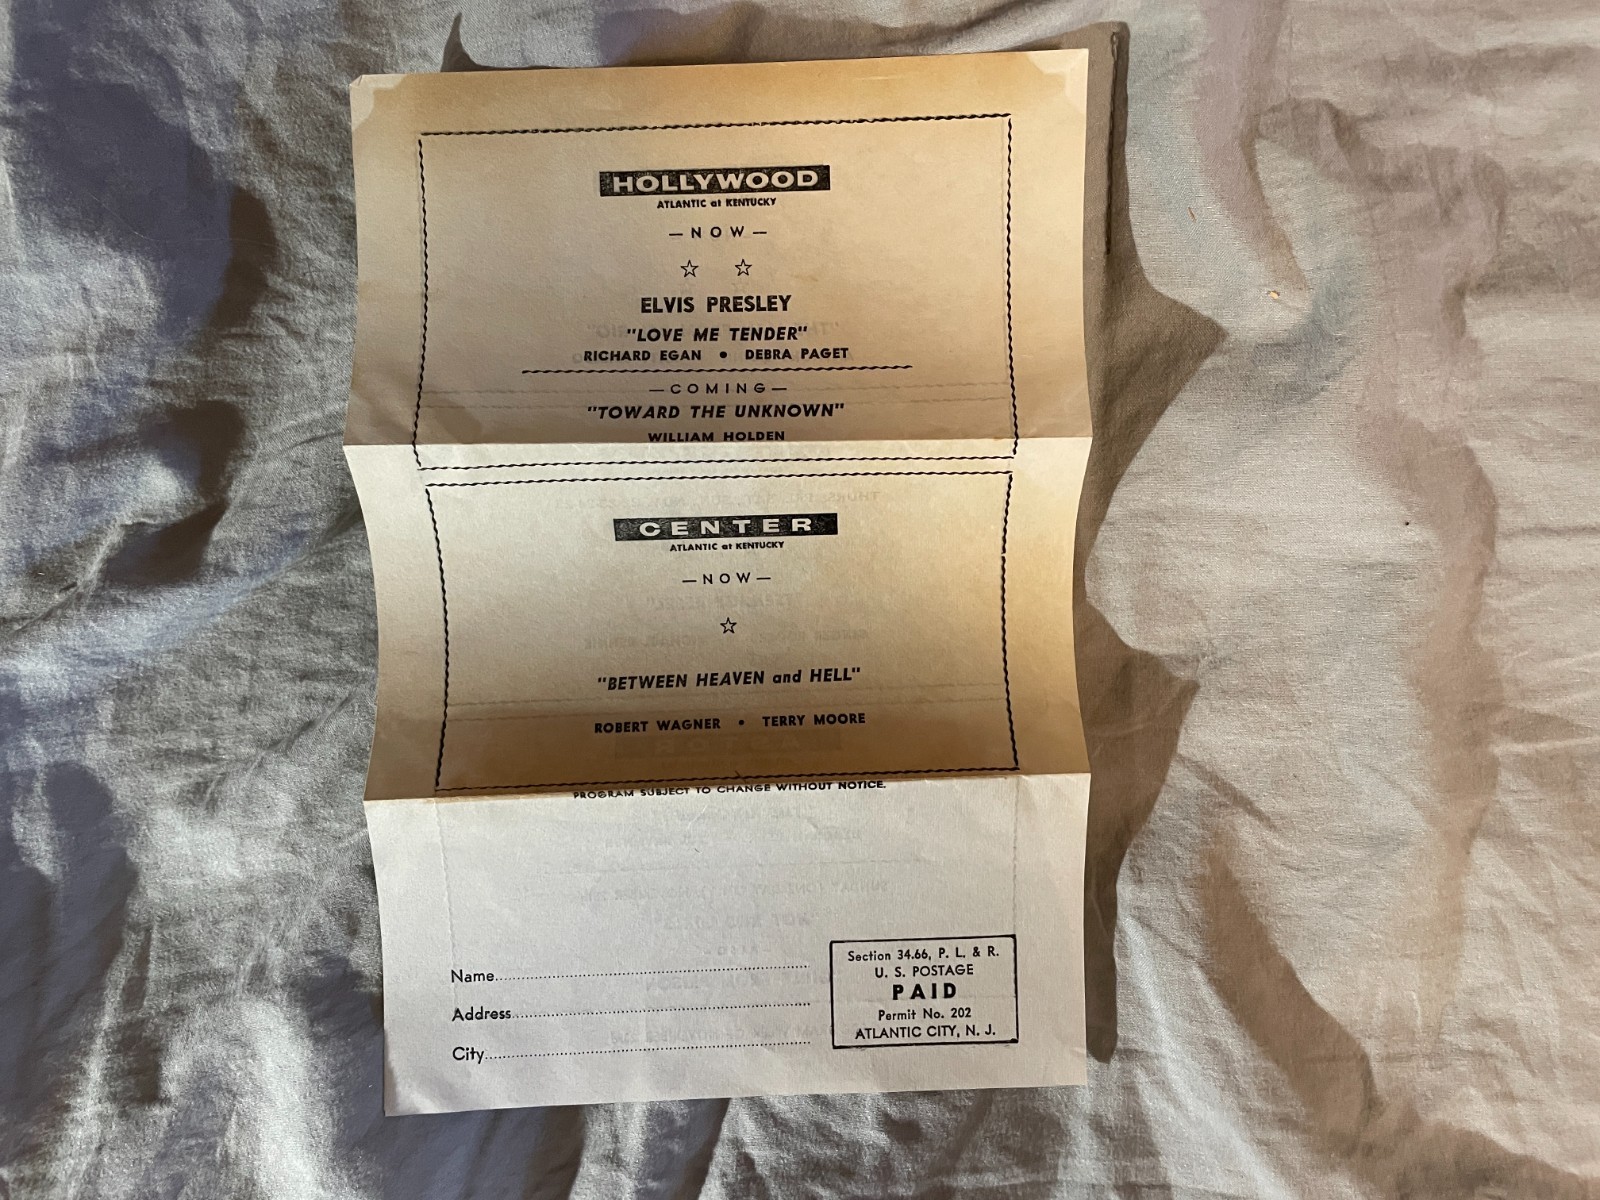 HOLLYWOOD
ATLANTIC at KENTUCKY
—NOW—
ELVIS PRESLEY
"LOVE ME TENDER"
RICHARD EGAN • DEBRA PAGET
—COMING—
"TOWARD THE UNKNOWN"
WILLIAM HOLDEN
CENTER
ATLANTIC at KENTUCKY
—NOW—
"BETWEEN HEAVEN and HELL"
ROBERT WAGNER • TERRY MOORE
PROGRAM SUBJECT TO CHANGE WITHOUT NOTICE.
Name
Address
City
Section 34.66, P. L. & R.
U. S. POSTAGE
PAID
Permit No. 202
ATLANTIC CITY, N. J.